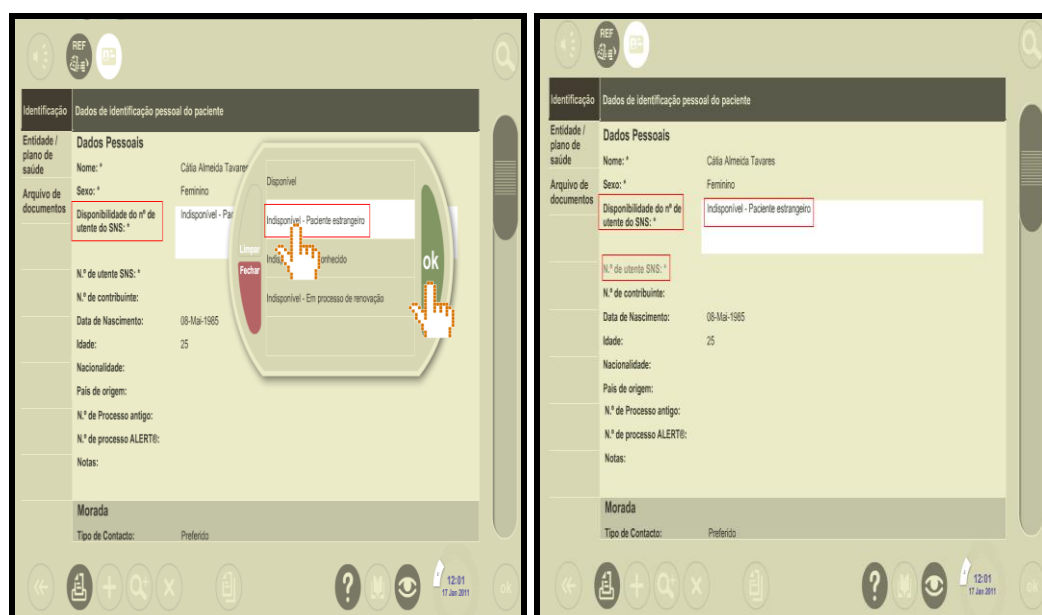 REF
Identificação
Dados de identificação pessoal do paciente
Entidade /
plano de
saúde
Arquivo de
documentos
Dados Pessoais
Nome: * Cátia Almeida Tavares
Sexo: * Feminino
Disponibilidade do nº de
utente do SNS: *
Indisponível - Pac
N.º de utente SNS: *
N.º de contribuinte:
Data de Nascimento: 08-Mai-1985
Idade: 25
Nacionalidade:
País de origem:
N.º de Processo antigo:
N.º de processo ALERT®:
Notas:
Morada
Tipo de Contacto: Preferido
Disponível
Indisponível - Paciente estrangeiro
onhecido
Indisponível - Em processo de renovação
Limpar
Fechar
ok
?
12:01
17 Jan 2011
ok
REF
Identificação
Dados de identificação pessoal do paciente
Entidade /
plano de
saúde
Arquivo de
documentos
Dados Pessoais
Nome: * Cátia Almeida Tavares
Sexo: * Feminino
Disponibilidade do nº de
utente do SNS: *
Indisponível - Paciente estrangeiro
N.º de utente SNS: *
N.º de contribuinte:
Data de Nascimento: 08-Mai-1985
Idade: 25
Nacionalidade:
País de origem:
N.º de Processo antigo:
N.º de processo ALERT®:
Notas:
Morada
Tipo de Contacto: Preferido
?
12:01
17 Jan 2011
ok